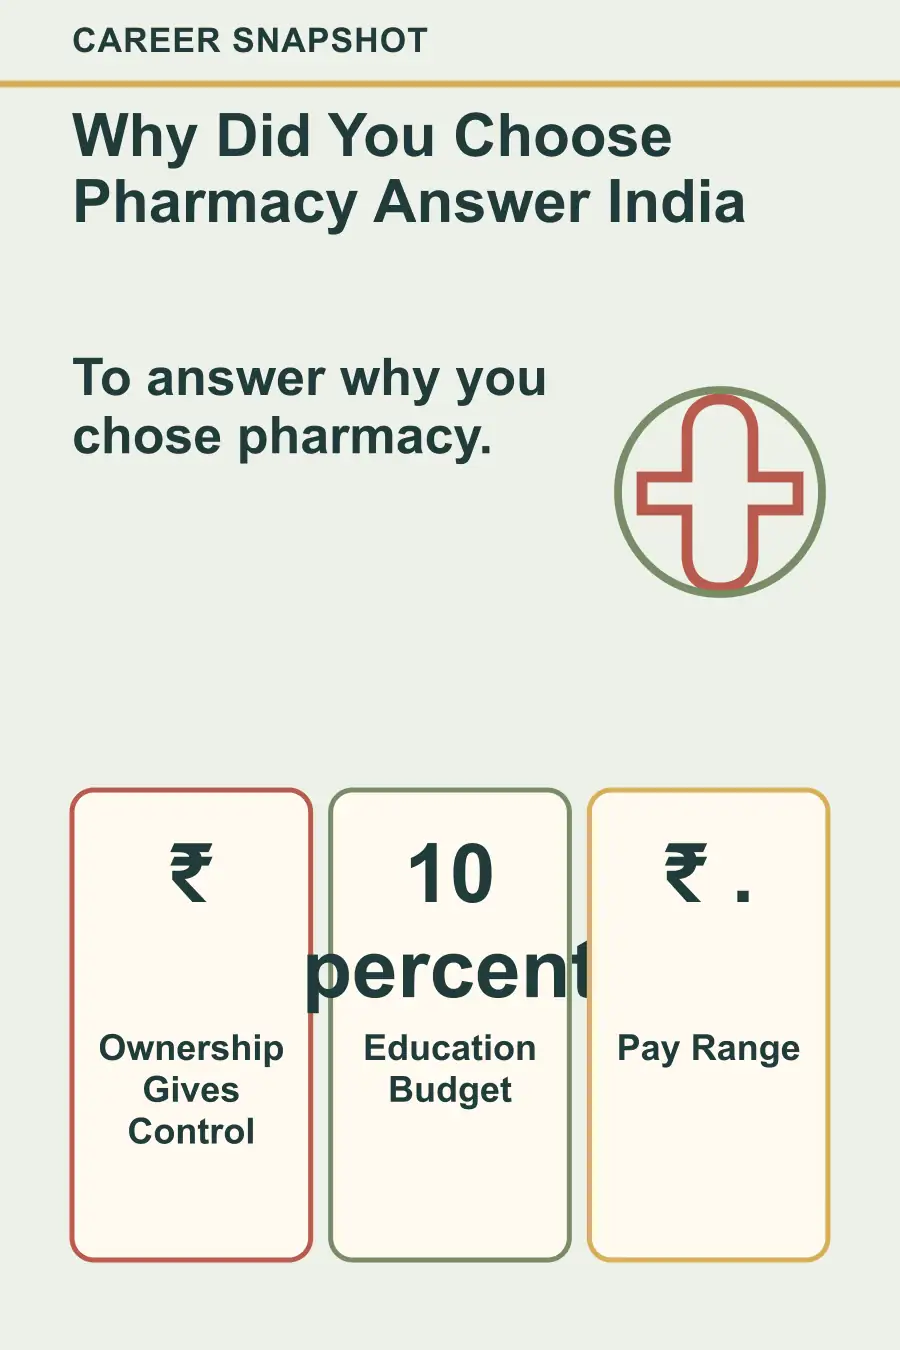 CAREER SNAPSHOT
Why Did You Choose
Pharmacy Answer India
To answer why you
chose pharmacy.
₹
Ownership
Gives
Control
10
percent
Education
Budget
₹ .
Pay Range